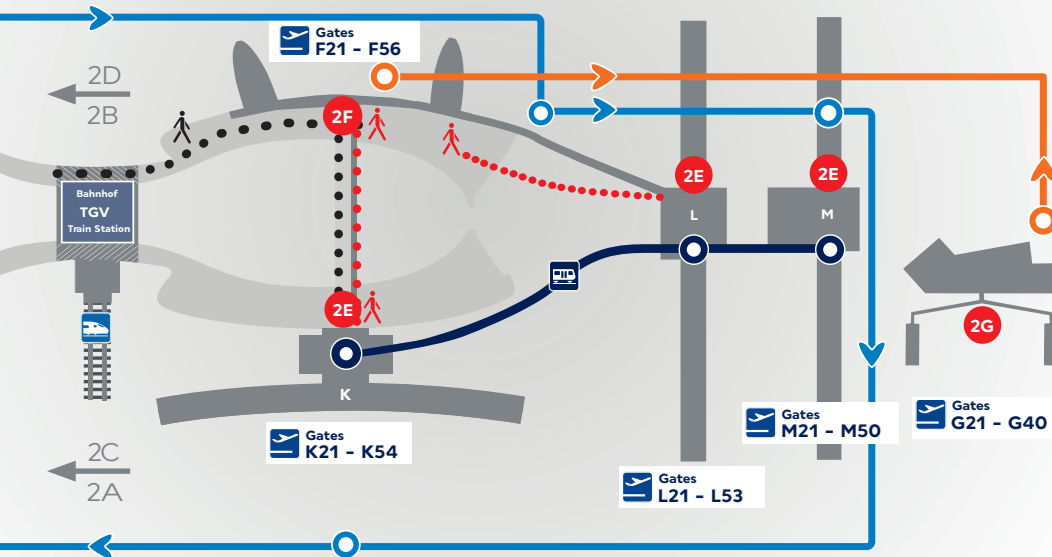 Gates
F21 - F56
2D
2B
2F
2E
2E
Bahnhof
TGV
Train Station
L
M
2E
2G
K
Gates
K21 - K54
Gates
M21 - M50
Gates
G21 - G40
2C
2A
Gates
L21 - L53